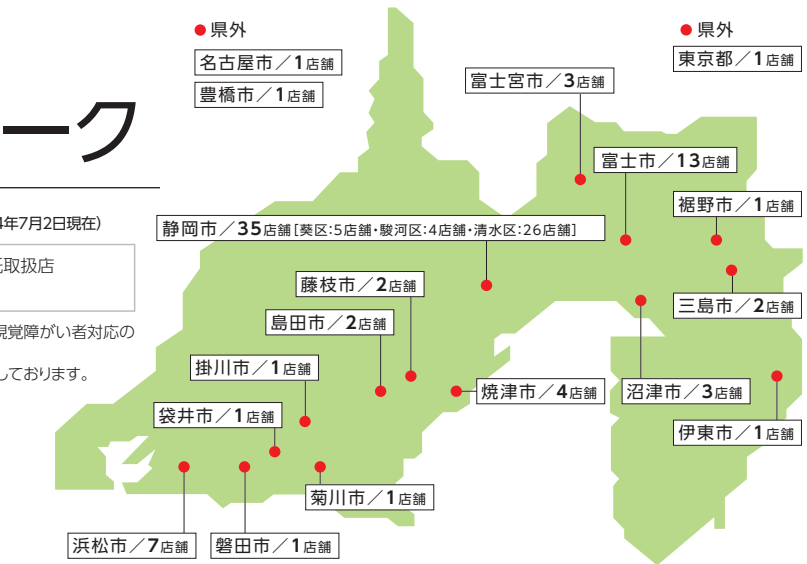 ーク
4年7月2日現在）
託取扱店
視覚障がい者対応の
しております。
● 県外
名古屋市／1店舗
豊橋市／1店舗
● 県外
東京都／1店舗
富士宮市／3店舗
富士市／13店舗
裾野市／1店舗
静岡市／35店舗［葵区:5店舗・駿河区:4店舗・清水区:26店舗］
藤枝市／2店舗
三島市／2店舗
島田市／2店舗
掛川市／1店舗
焼津市／4店舗
沼津市／3店舗
袋井市／1店舗
伊東市／1店舗
菊川市／1店舗
浜松市／7店舗
磐田市／1店舗